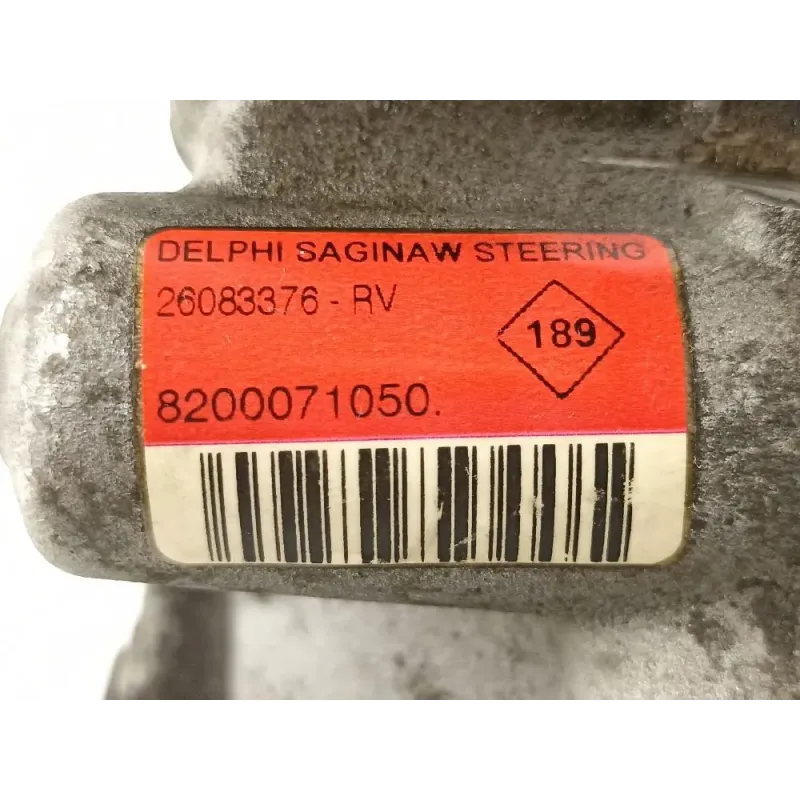 DELPHI SAGINAW STEERING
26083376 - RV
189
8200071050.